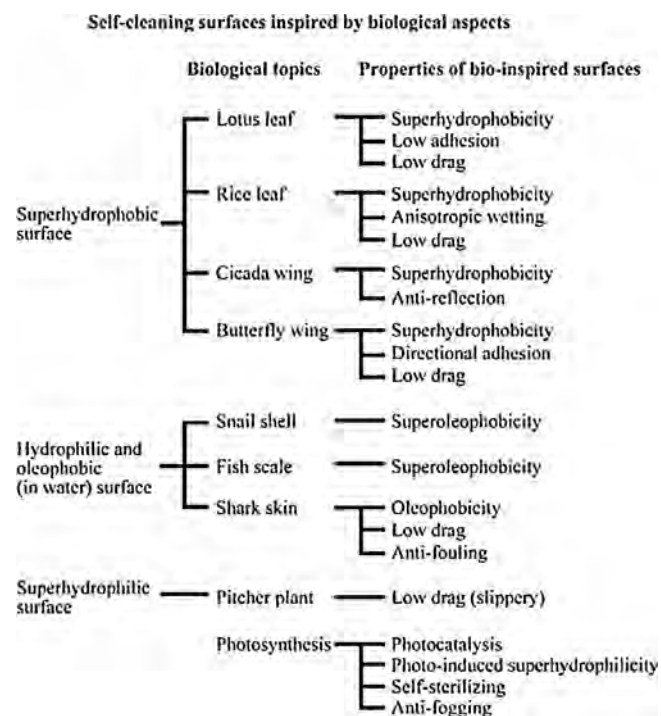 Self-cleaning surfaces inspired by biological aspects
Biological topics Properties of bio-inspired surfaces
Superhydrophobic
surface
Lotus leaf
Superhydrophobicity
Low adhesion
Low drag
Rice leaf
Superhydrophobicity
Anisotropic wetting
Low drag
Cicada wing
Superhydrophobicity
Anti-reflection
Butterfly wing
Superhydrophobicity
Directional adhesion
Low drag
Hydrophilic and
oleophobic
(in water) surface
Snail shell
Superoleophobicity
Fish scale
Superoleophobicity
Shark skin
Oleophobicity
Low drag
Anti-fouling
Superhydrophilic
surface
Pitcher plant
Low drag (slippery)
Photosynthesis
Photocatalysis
Photo-induced superhydrophilicity
Self-sterilizing
Anti-fogging